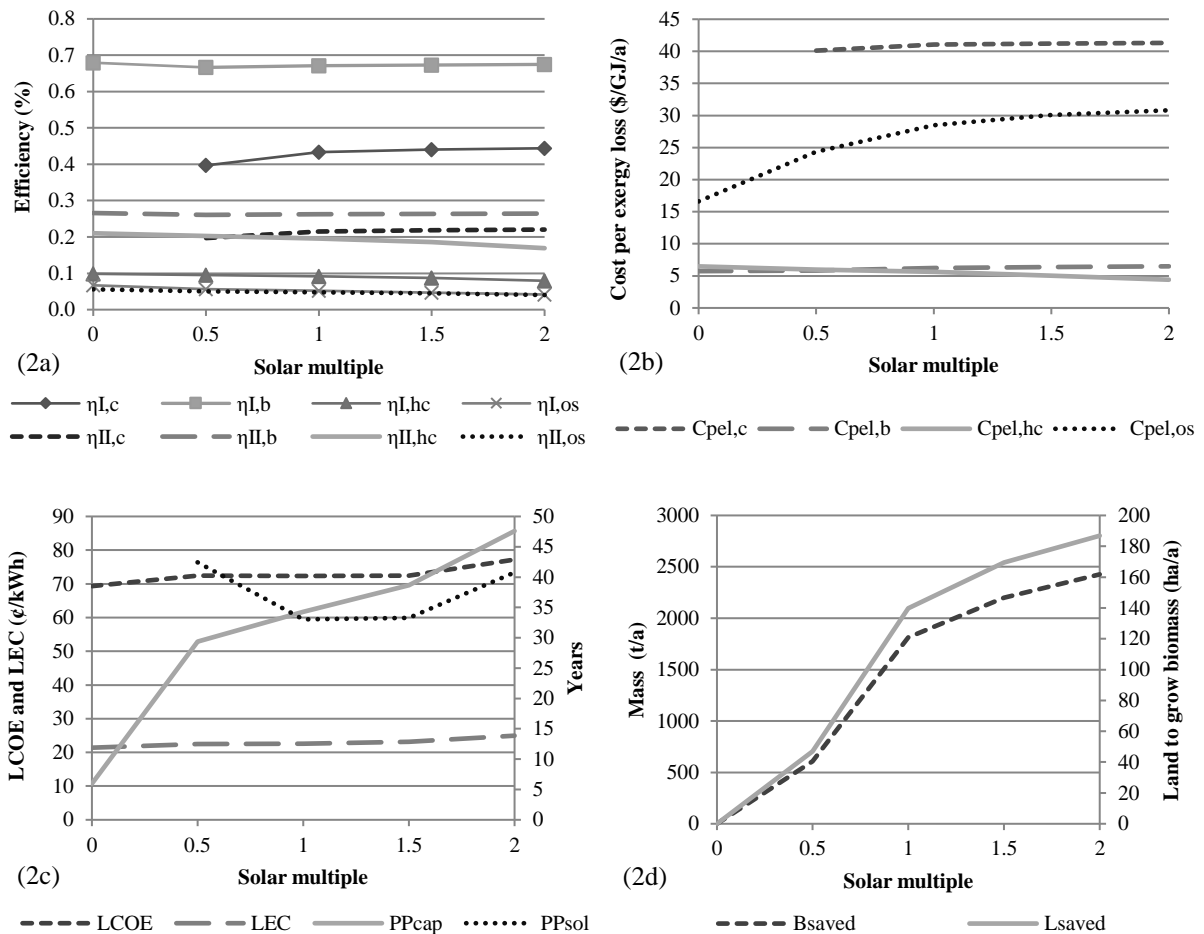 0.8
0.7
0.6
0.5
0.4
0.3
0.2
0.1
0.0
Efficiency (%)
0 0.5 1 1.5 2
(2a)
Solar multiple
ηI,c ηI,b ηI,hc ηI,os
ηII,c ηII,b ηII,hc ηII,os
45
40
35
30
25
20
15
10
5
0
Cost per exergy loss ($/GJ/a)
0 0.5 1 1.5 2
(2b)
Solar multiple
Cpel,c Cpel,b Cpel,hc Cpel,os
90
80
70
60
50
40
30
20
10
0
LCOE and LEC (¢/kWh)
50
45
40
35
30
25
20
15
10
5
0
Years
0 0.5 1 1.5 2
(2c)
Solar multiple
LCOE LEC PPcap PPsol
3000
2500
2000
1500
1000
500
0
Mass (t/a)
200
180
160
140
120
100
80
60
40
20
0
Land to grow biomass (ha/a)
0 0.5 1 1.5 2
(2d)
Solar multiple
Bsaved Lsaved